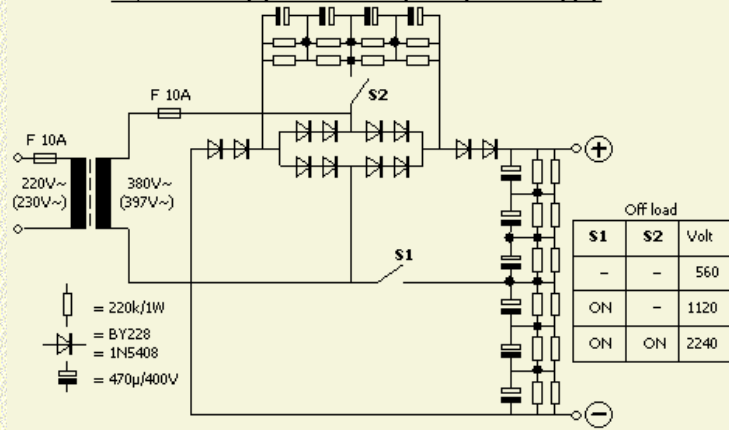 F 10A
S2
F 10A
220V~
(230V~)
380V~
(397V~)
S1
Off load
S1 S2 Volt
– – 560
ON – 1120
ON ON 2240
= 220k/1W
= BY228
= 1N5408
= 470µ/400V
+
−